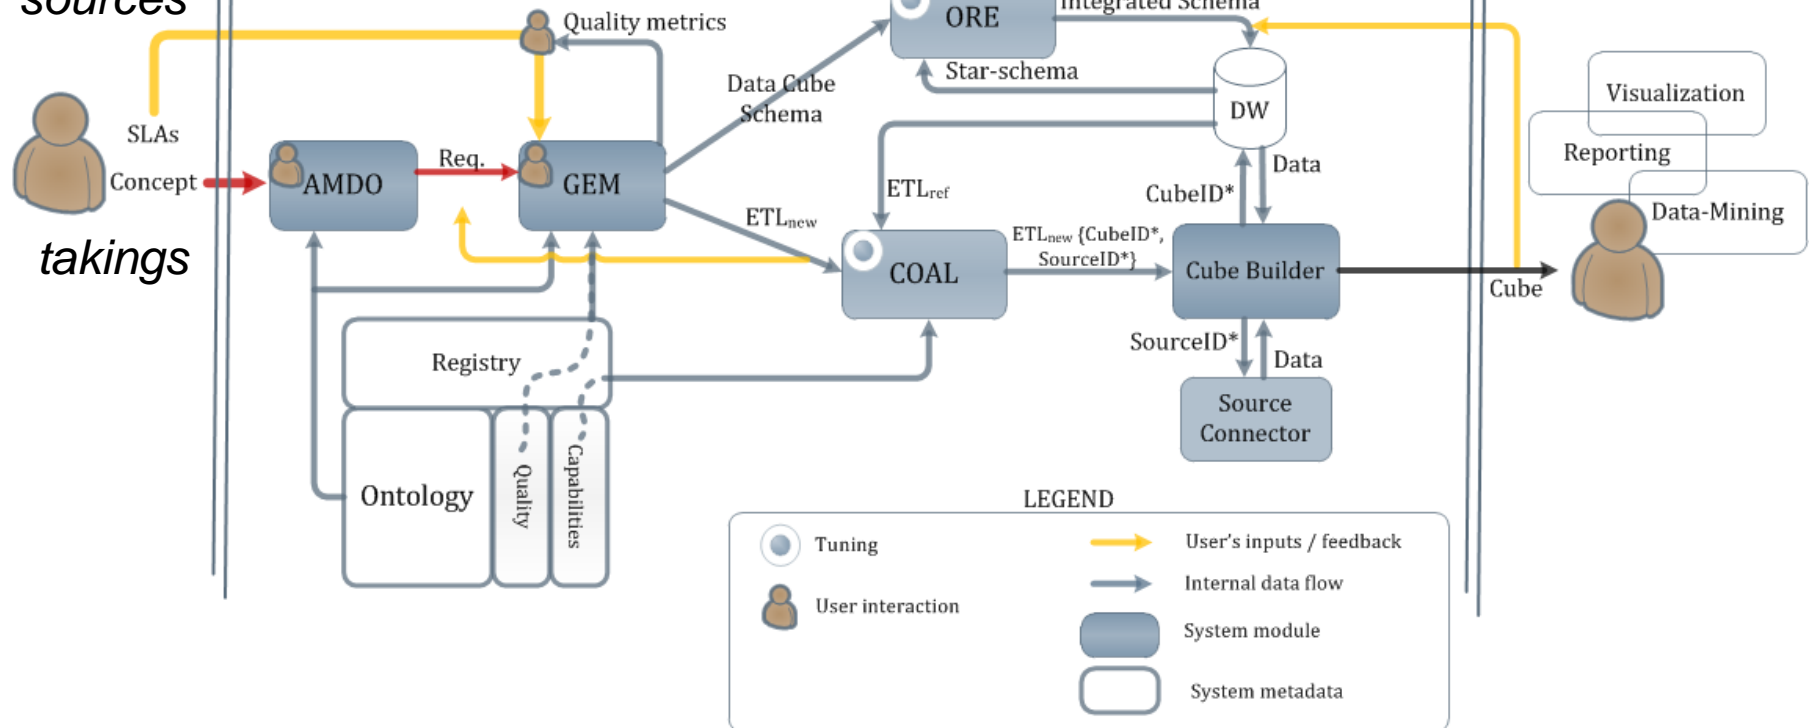 sources
Quality metrics
ORE
Integrated Schema
Data Cube
Schema
Star-schema
DW
Visualization
Reporting
Data-Mining
SLAs
Concept
AMDO
Req.
GEM
takings
ETLnew
ETLref
CubeID*
Data
COAL
ETLnew {CubeID*,
SourceID*}
Cube Builder
Cube
SourceID*
Data
Source
Connector
Registry
Ontology
Quality
Capabilities
LEGEND
Tuning
User interaction
User's inputs / feedback
Internal data flow
System module
System metadata